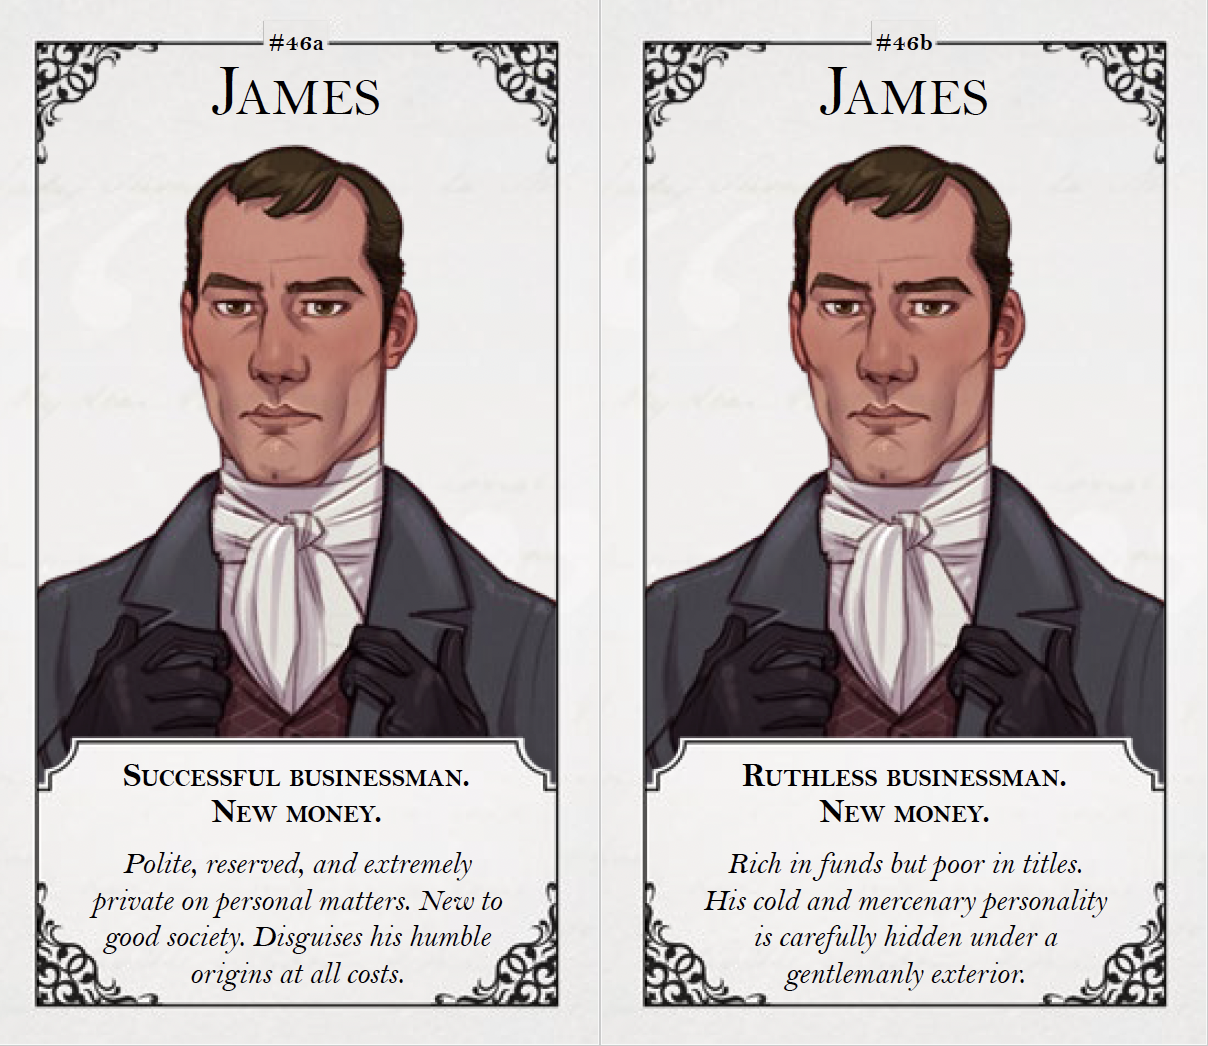 #46a
James
Successful businessman.
New money.
Polite, reserved, and extremely
private on personal matters. New to
good society. Disguises his humble
origins at all costs.
#46b
James
Ruthless businessman.
New money.
Rich in funds but poor in titles.
His cold and mercenary personality
is carefully hidden under a
gentlemanly exterior.